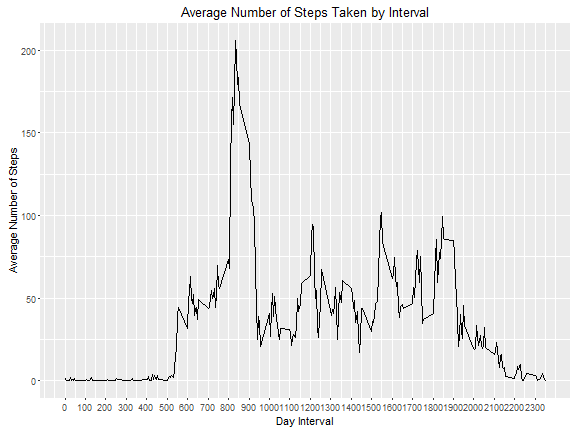 Average Number of Steps Taken by Interval
200
150
100
50
0
Average Number of Steps
0 100 200 300 400 500 600 700 800 900 1000 1100 1200 1300 1400 1500 1600 1700 1800 1900 2000 2100 2200 2300
Day Interval